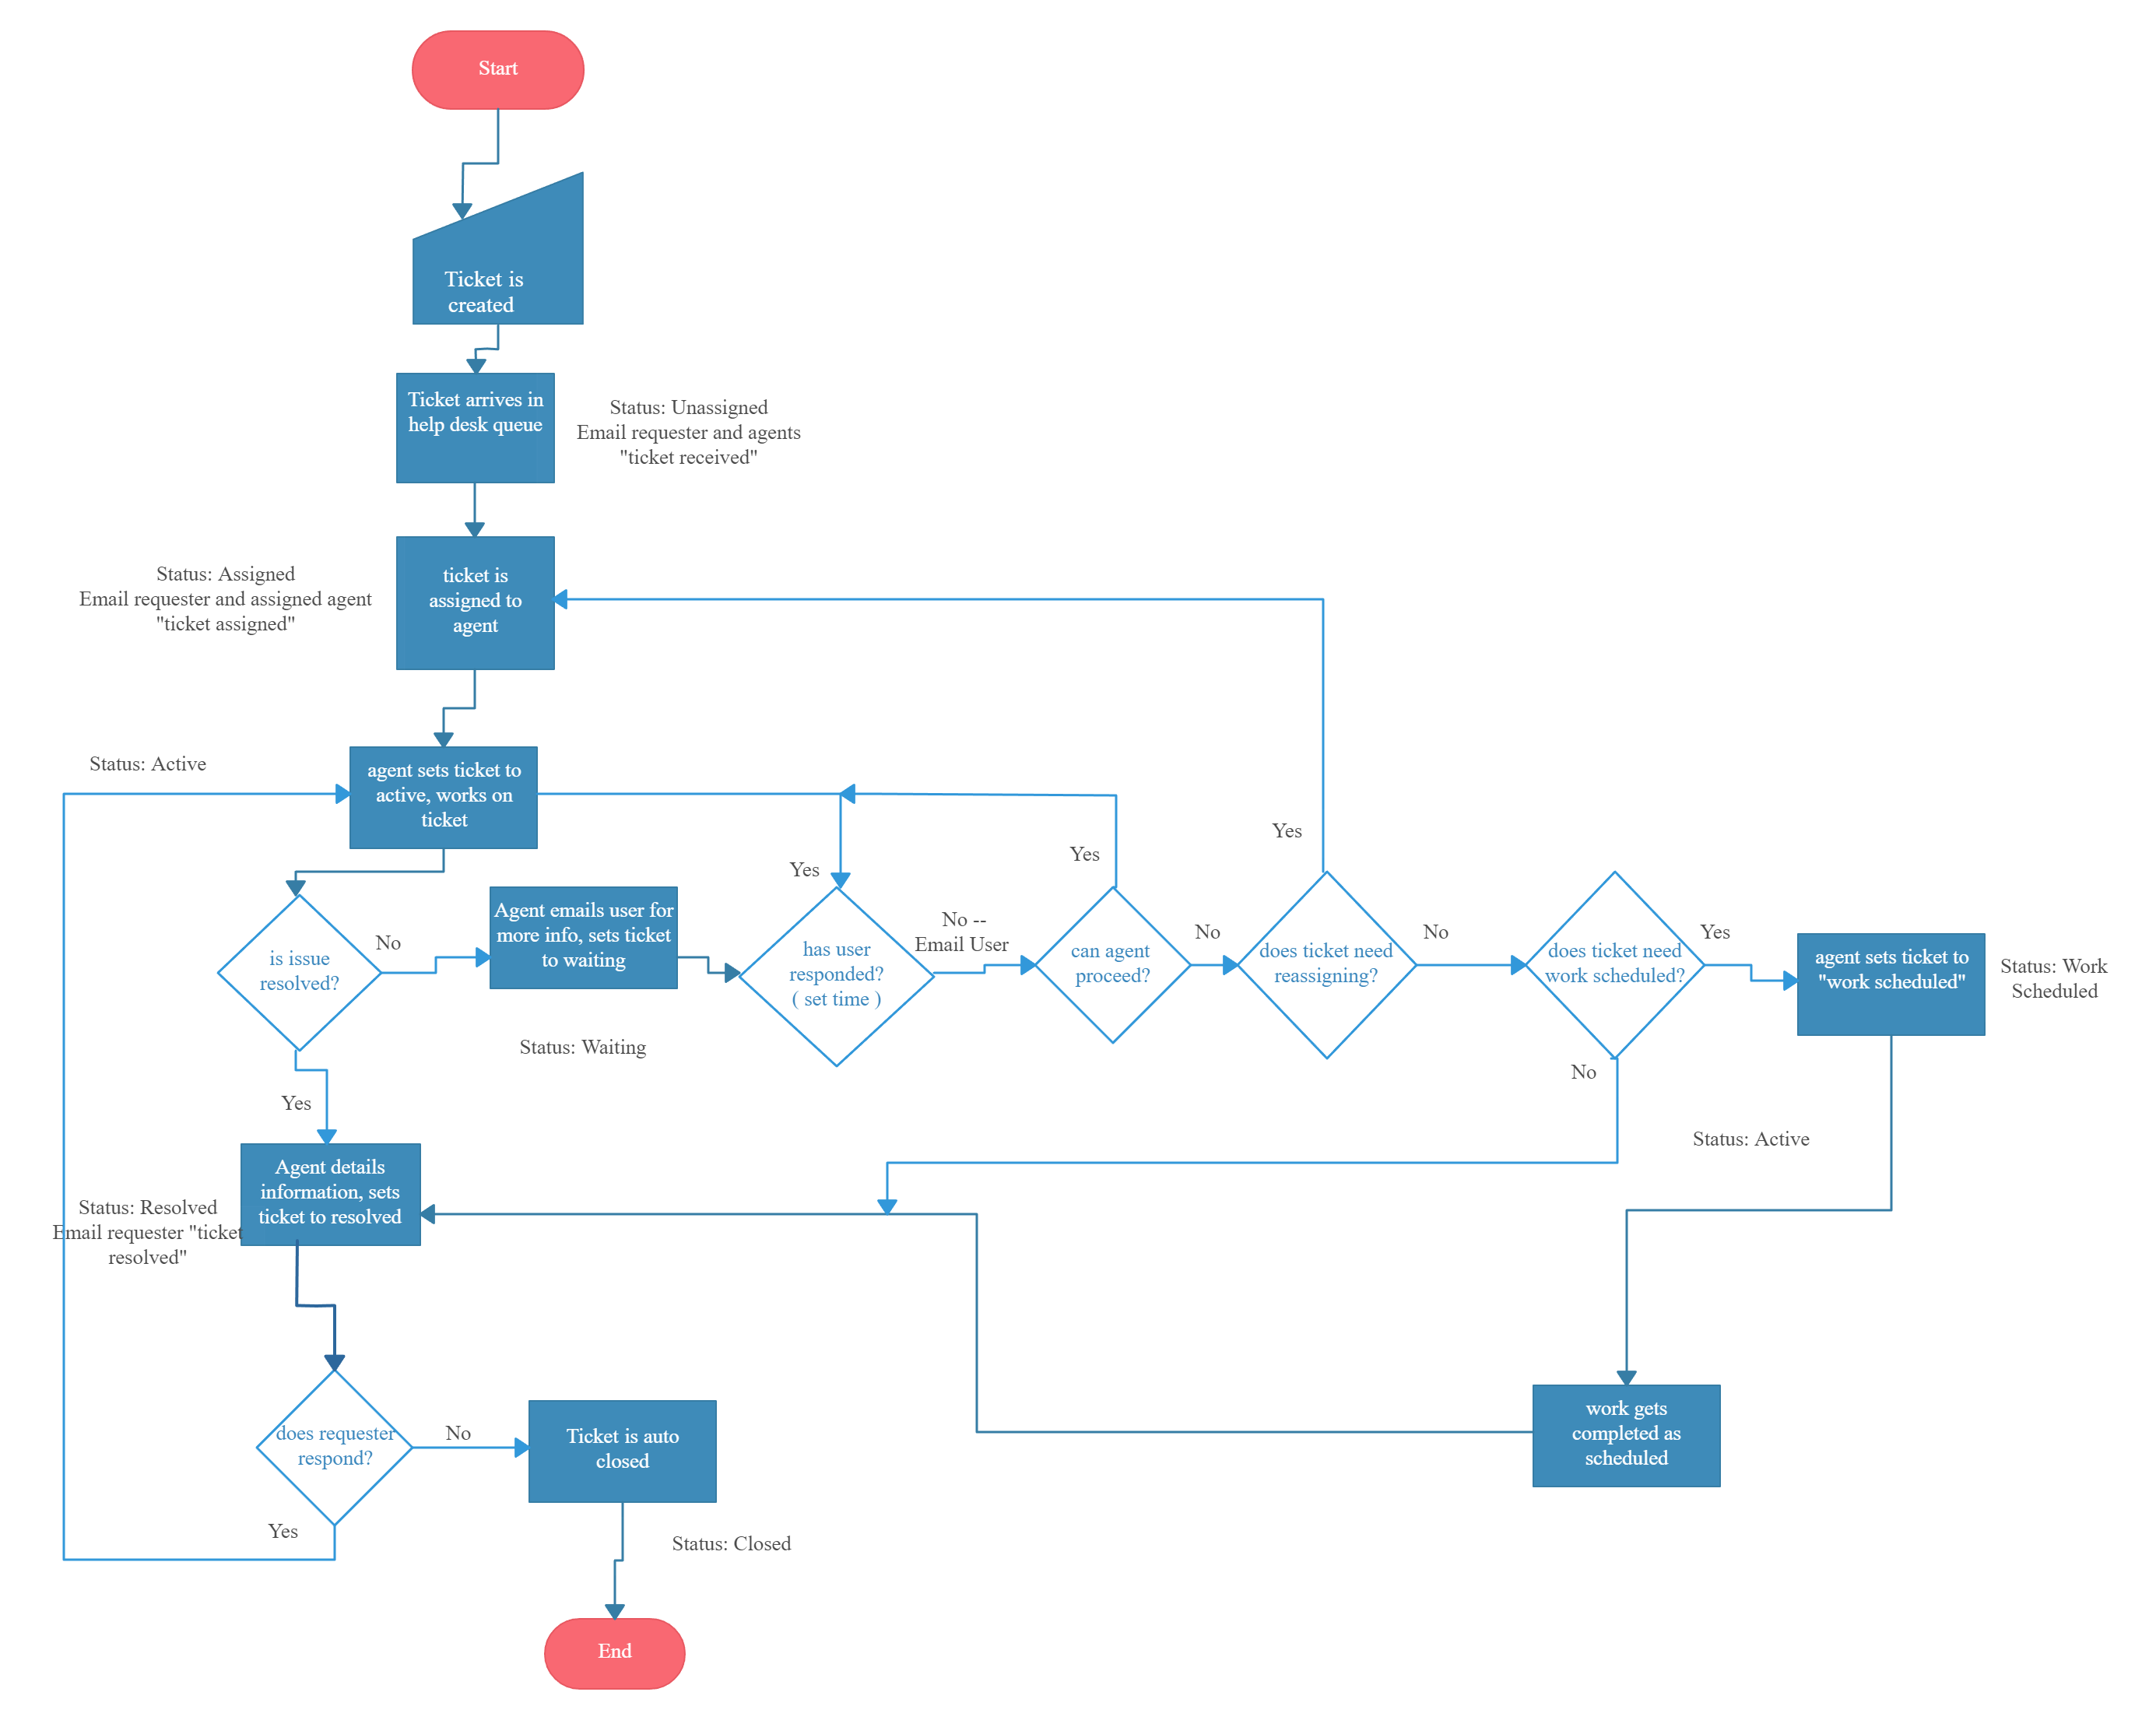 Start
Ticket is
created
Ticket arrives in
help desk queue
Status: Unassigned
Email requester and agents
"ticket received"
Status: Assigned
Email requester and assigned agent
"ticket assigned"
ticket is
assigned to
agent
Status: Active
agent sets ticket to
active, works on
ticket
is issue
resolved?
No
Yes
Agent emails user for
more info, sets ticket
to waiting
Status: Waiting
Yes
has user
responded?
( set time )
No --
Email User
Yes
can agent
proceed?
No
Yes
does ticket need
reassigning?
No
does ticket need
work scheduled?
Yes
No
agent sets ticket to
"work scheduled"
Status: Work
Scheduled
Status: Active
Agent details
information, sets
ticket to resolved
Status: Resolved
Email requester "ticket
resolved"
does requester
respond?
No
Yes
Ticket is auto
closed
work gets
completed as
scheduled
Status: Closed
End